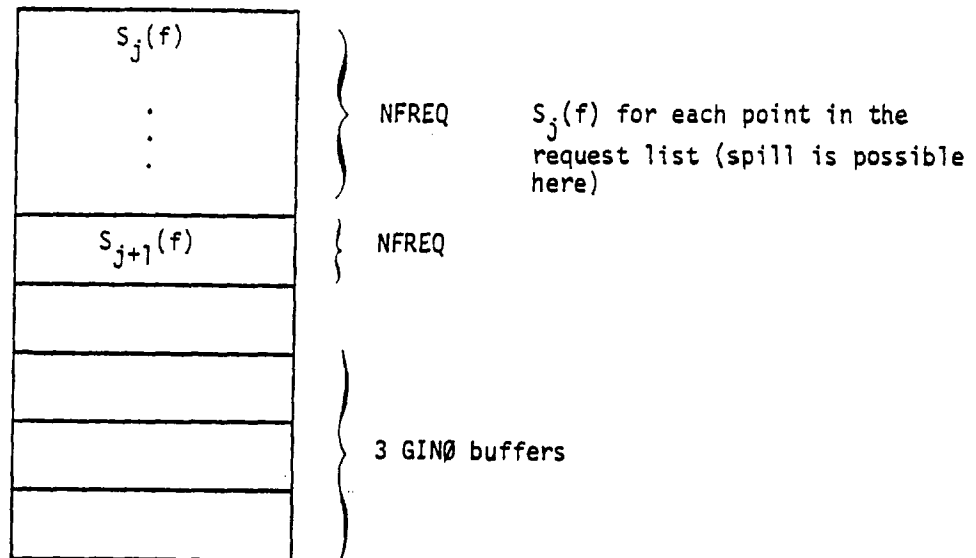 S_j(f)
.
.
.
NFREQ
S_j(f) for each point in the
request list (spill is possible
here)
S_{j+1}(f)
NFREQ
3 GINØ buffers